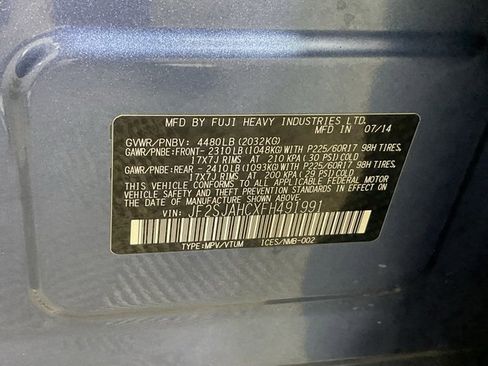 MFD BY FUJI HEAVY INDUSTRIES LTD.
MFD IN 07/14
GVWR/PNBV: 4480LB(2032KG)
GAWR/PNBE:FRONT-2310LB(1048KG)WITH P225/60R17 98H TIRES,
17X7J RIMS AT 210 KPA(30 PSI)COLD
GAWR/PNBE:REAR -2410LB(1093KG)WITH P225/60R17 98H TIRES,
17X7J RIMS AT 200 KPA(29 PSI)COLD
THIS VEHICLE CONFORMS TO ALL APPLICABLE FEDERAL MOTOR
VEHICLE SAFETY AND THEFT PREVENTION STANDARDS IN EFFECT
ON THE DATE OF MANUFACTURE SHOWN ABOVE.
VIN: JF2SJAHCXFH491991
TYPE:MPV/VTUM ICES/NMB-002